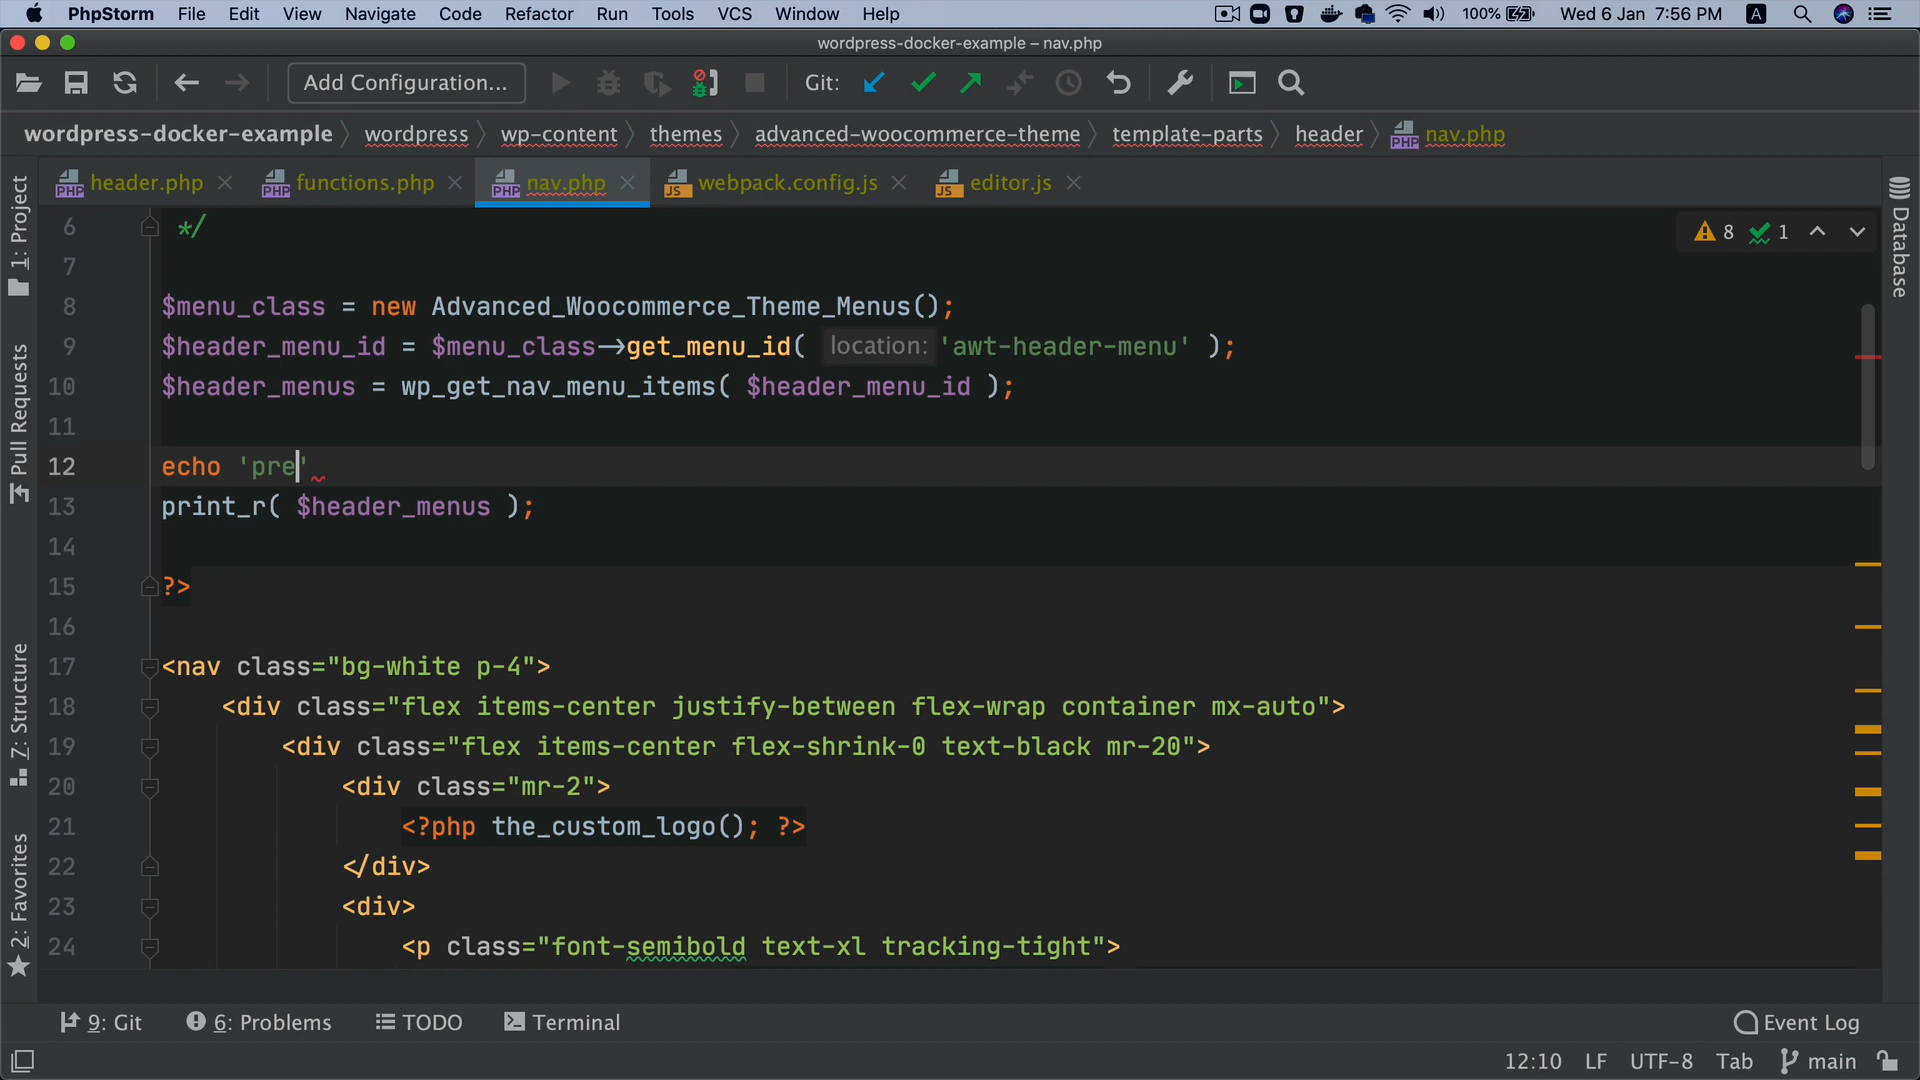 PhpStorm File Edit View Navigate Code Refactor Run Tools VCS Window Help 100% Wed 6 Jan 7:56 PM A
wordpress-docker-example – nav.php
Add Configuration... Git:
wordpress-docker-example wordpress wp-content themes advanced-woocommerce-theme template-parts header nav.php
header.php functions.php nav.php webpack.config.js editor.js
1: Project
Pull Requests
7: Structure
2: Favorites
Database
8 1
6 */
7
8 $menu_class = new Advanced_Woocommerce_Theme_Menus();
9 $header_menu_id = $menu_class->get_menu_id( location: 'awt-header-menu' );
10 $header_menus = wp_get_nav_menu_items( $header_menu_id );
11
12 echo 'pre'
13 print_r( $header_menus );
14
15 ?>
16
17 <nav class="bg-white p-4">
18 <div class="flex items-center justify-between flex-wrap container mx-auto">
19 <div class="flex items-center flex-shrink-0 text-black mr-20">
20 <div class="mr-2">
21 <?php the_custom_logo(); ?>
22 </div>
23 <div>
24 <p class="font-semibold text-xl tracking-tight">
9: Git 6: Problems TODO Terminal Event Log
12:10 LF UTF-8 Tab main